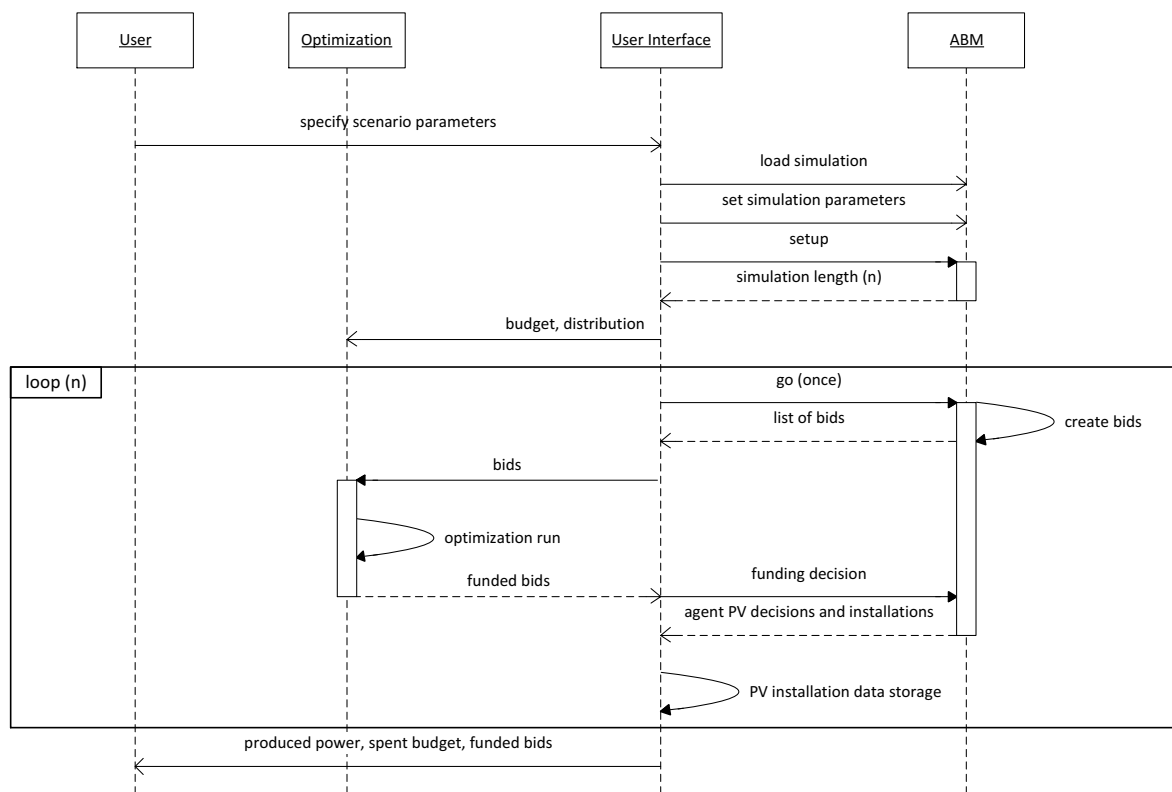 User
Optimization
User Interface
ABM
specify scenario parameters
load simulation
set simulation parameters
setup
simulation length (n)
budget, distribution
loop (n)
go (once)
list of bids
create bids
bids
optimization run
funded bids
funding decision
agent PV decisions and installations
PV installation data storage
produced power, spent budget, funded bids